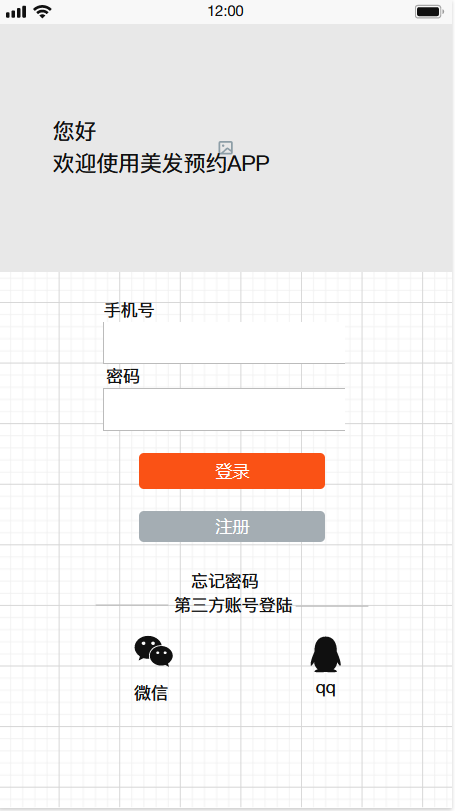 12:00
您好
欢迎使用美发预约APP
手机号
密码
登录
注册
忘记密码
第三方账号登陆
微信
qq